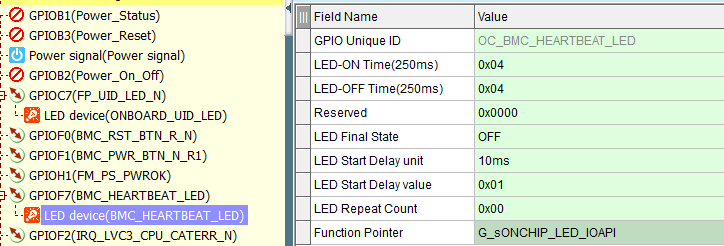 GPIOB1(Power_Status)
GPIOB3(Power_Reset)
Power signal(Power signal)
GPIOB2(Power_On_Off)
GPIOC7(FP_UID_LED_N)
LED device(ONBOARD_UID_LED)
GPIOF0(BMC_RST_BTN_R_N)
GPIOF1(BMC_PWR_BTN_N_R1)
GPIOH1(FM_PS_PWROK)
GPIOF7(BMC_HEARTBEAT_LED)
LED device(BMC_HEARTBEAT_LED)
GPIOF2(IRQ_LVC3_CPU_CATERR_N)
Field Name Value
GPIO Unique ID OC_BMC_HEARTBEAT_LED
LED-ON Time(250ms) 0x04
LED-OFF Time(250ms) 0x04
Reserved 0x0000
LED Final State OFF
LED Start Delay unit 10ms
LED Start Delay value 0x01
LED Repeat Count 0x00
Function Pointer G_sONCHIP_LED_IOAPI